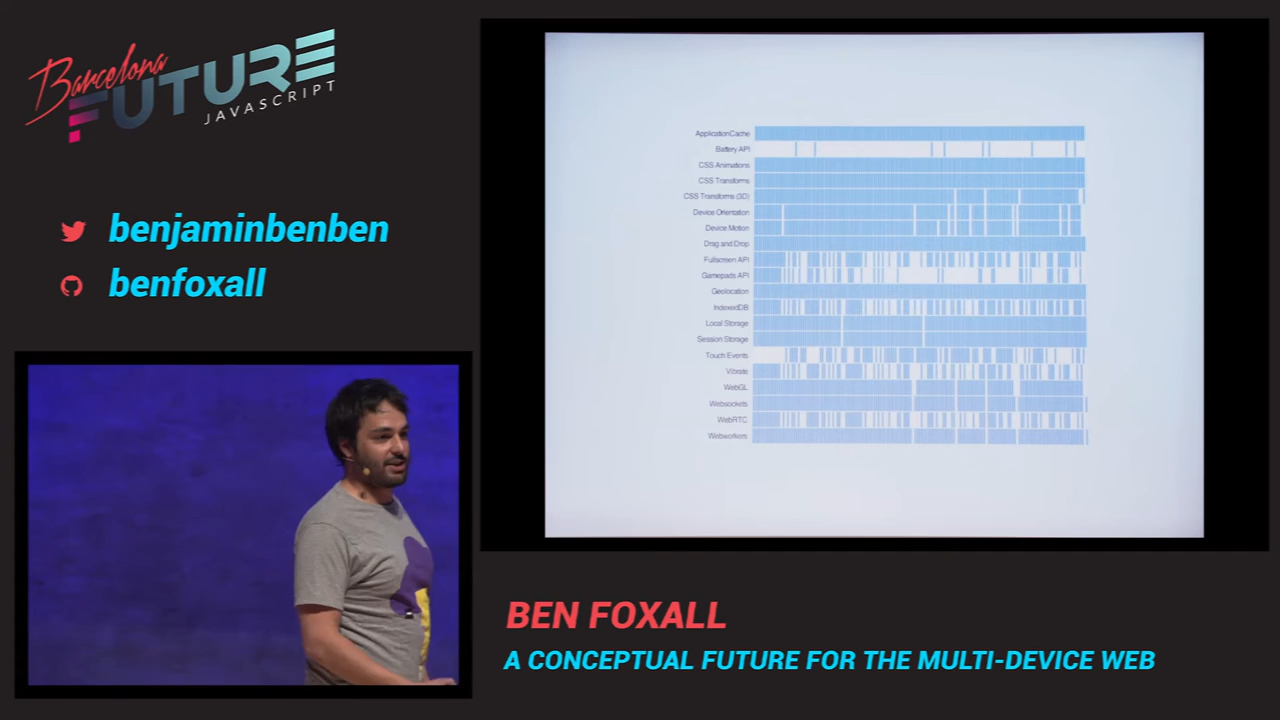 Barcelona
FUTURE
JAVASCRIPT
benjaminbenben
benfoxall
ApplicationCache
Battery API
CSS Animations
CSS Transforms
CSS Transforms (3D)
Device Orientation
Device Motion
Drag and Drop
Fullscreen API
Gamepads API
Geolocation
IndexedDB
Local Storage
Session Storage
Touch Events
Vibrate
WebGL
Websockets
WebRTC
Webworkers
BEN FOXALL
A CONCEPTUAL FUTURE FOR THE MULTI-DEVICE WEB